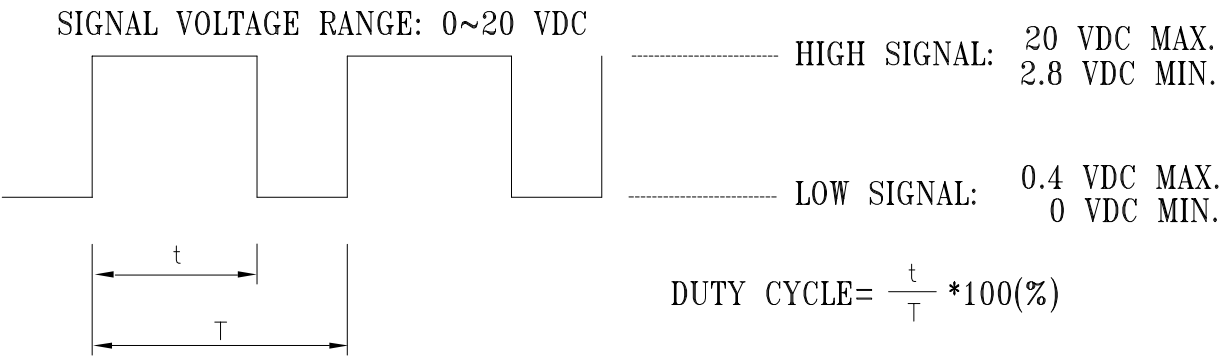 SIGNAL VOLTAGE RANGE: 0~20 VDC
HIGH SIGNAL: 20 VDC MAX.
2.8 VDC MIN.
LOW SIGNAL: 0.4 VDC MAX.
0 VDC MIN.
t
T
DUTY CYCLE= t/T *100(%)